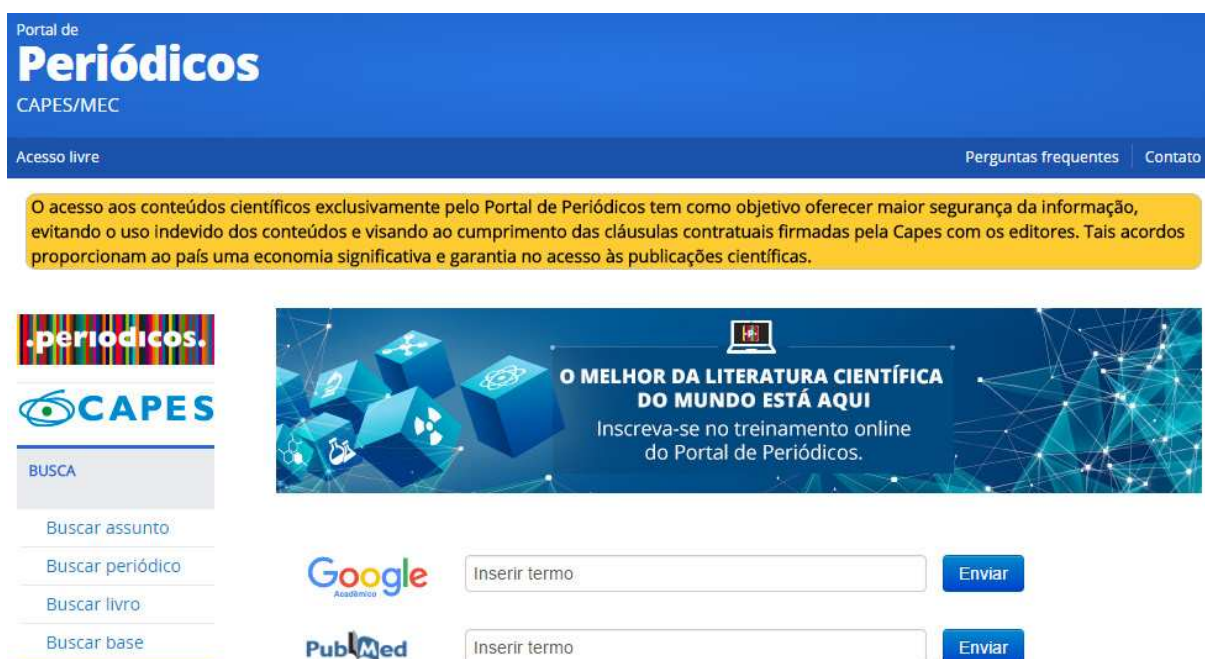 Portal de
Periódicos
CAPES/MEC
Acesso livre
Perguntas frequentes
Contato
O acesso aos conteúdos científicos exclusivamente pelo Portal de Periódicos tem como objetivo oferecer maior segurança da informação,
evitando o uso indevido dos conteúdos e visando ao cumprimento das cláusulas contratuais firmadas pela Capes com os editores. Tais acordos
proporcionam ao país uma economia significativa e garantia no acesso às publicações científicas.
.periodicos.
CAPES
BUSCA
Buscar assunto
Buscar periódico
Buscar livro
Buscar base
.p.
O MELHOR DA LITERATURA CIENTÍFICA
DO MUNDO ESTÁ AQUI
Inscreva-se no treinamento online
do Portal de Periódicos.
Google
Acadêmico
Inserir termo
Enviar
PubMed
Inserir termo
Enviar